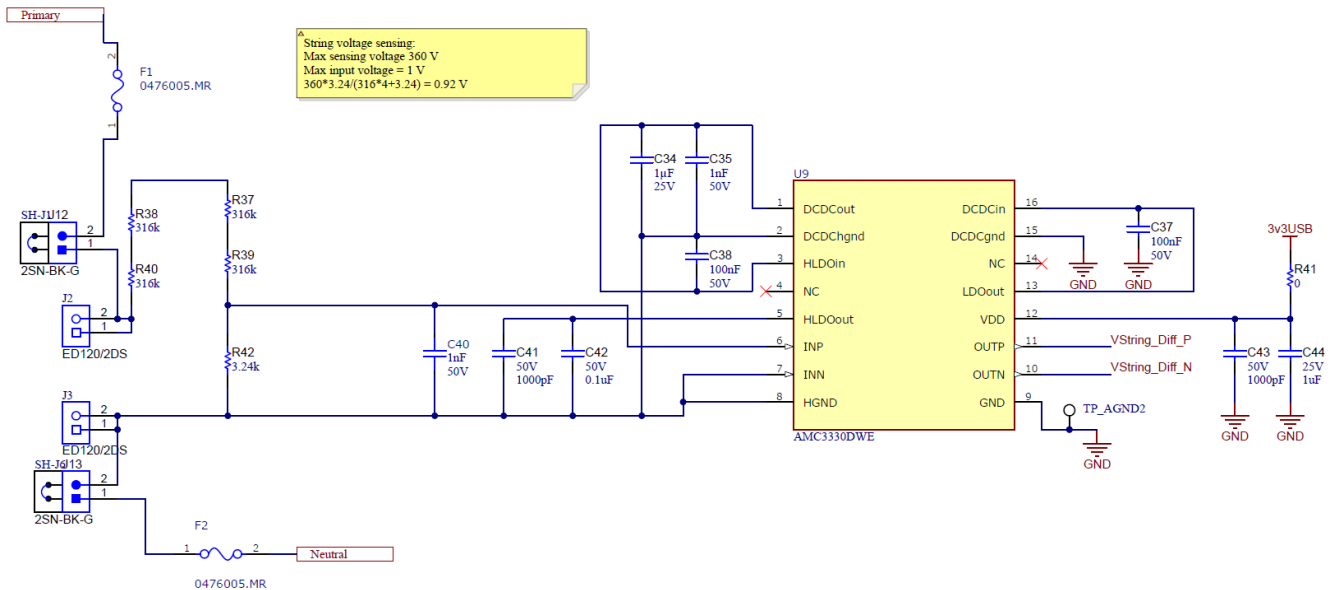 Primary
2
F1
0476005.MR
1
String voltage sensing:
Max sensing voltage 360 V
Max input voltage = 1 V
360*3.24/(316*4+3.24) = 0.92 V
C34
1µF
25V
C35
1nF
50V
U9
R37
316k
R38
316k
SH-J1
J12
2
1
2SN-BK-G
R39
316k
R40
316k
C38
100nF
50V
1
DCDCout
DCDCin
16
2
DCDChgnd
DCDCgnd
15
3
HLDOin
NC
14
4
NC
LDOout
13
5
HLDOout
VDD
12
6
INP
OUTP
11
VString_Diff_P
7
INN
OUTN
10
VString_Diff_N
8
HGND
GND
9
AMC3330DWE
C37
100nF
50V
GND
GND
3v3USB
R41
0
J2
2
1
ED120/2DS
R42
3.24k
C40
1nF
50V
C41
50V
1000pF
C42
50V
0.1uF
C43
50V
1000pF
C44
25V
1uF
GND
GND
TP_AGND2
GND
J3
2
1
ED120/2DS
J13
2
1
2SN-BK-G
F2
1
2
Neutral
0476005.MR